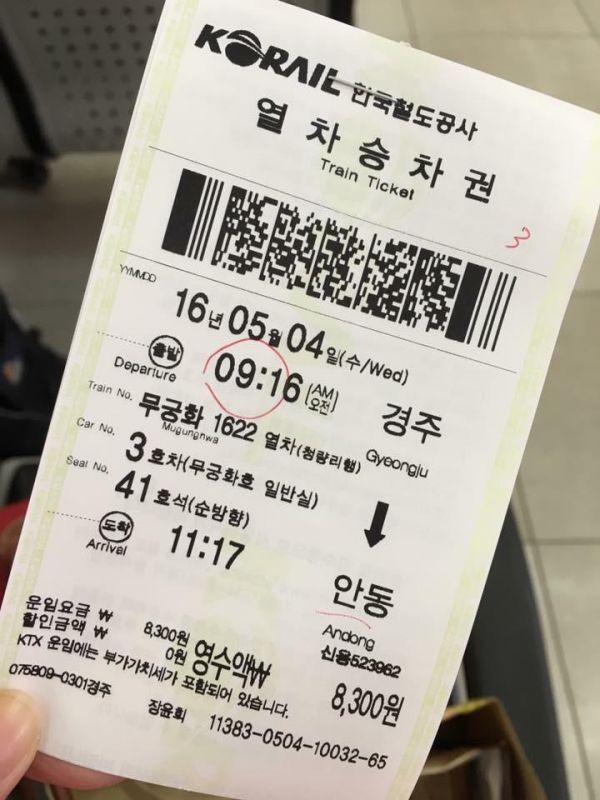 KORAIL 한국철도공사
열차승차권
Train Ticket
3
YYMMDD
16년 05월 04일(수/Wed)
출발 09:16 (AM 오전) 경주
Departure Gyeongju
Train No. 무궁화 1622 열차(청량리행)
Mugunghwa
Car No. 3호차(무궁화호 일반실)
Seat No. 41호석(순방향)
도착 11:17 안동
Arrival Andong
신용523962
운임요금 ₩ 8,300원 영수액₩ 8,300원
할인금액 ₩ 0원
KTX 운임에는 부가가치세가 포함되어 있습니다.
075809-0301경주 장윤희 11383-0504-10032-65